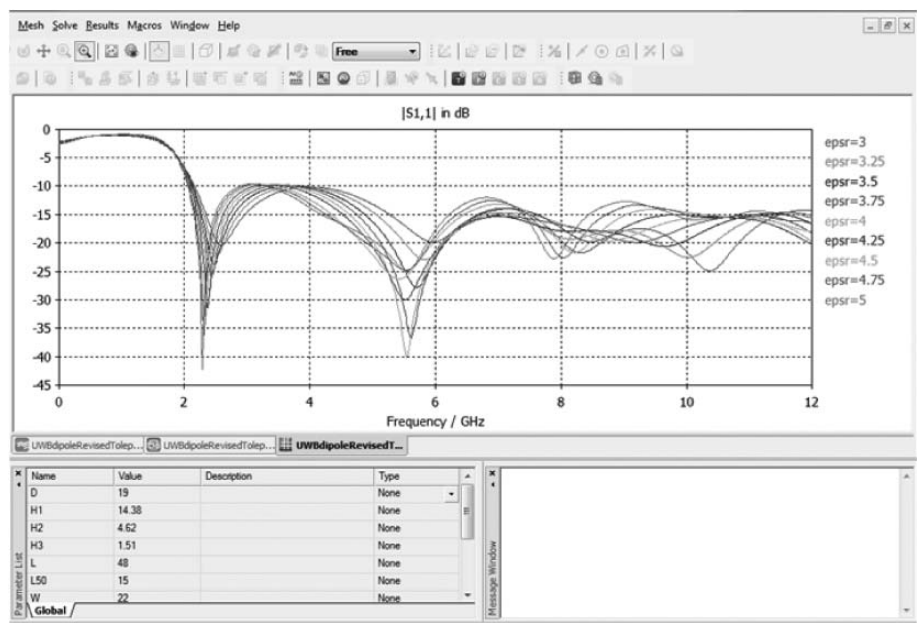 Mesh Solve Results Macros Window Help
Free
|S1,1| in dB
0
-5
-10
-15
-20
-25
-30
-35
-40
-45
0 2 4 6 8 10 12
Frequency / GHz
epsr=3
epsr=3.25
epsr=3.5
epsr=3.75
epsr=4
epsr=4.25
epsr=4.5
epsr=4.75
epsr=5
UWBdipoleRevisedTolep... UWBdipoleRevisedTolep... UWBdipoleRevisedT...
Name Value Description Type
D 19 None
H1 14.38 None
H2 4.62 None
H3 1.51 None
L 48 None
L50 15 None
W 22 None
Global
Parameter List
Message Window